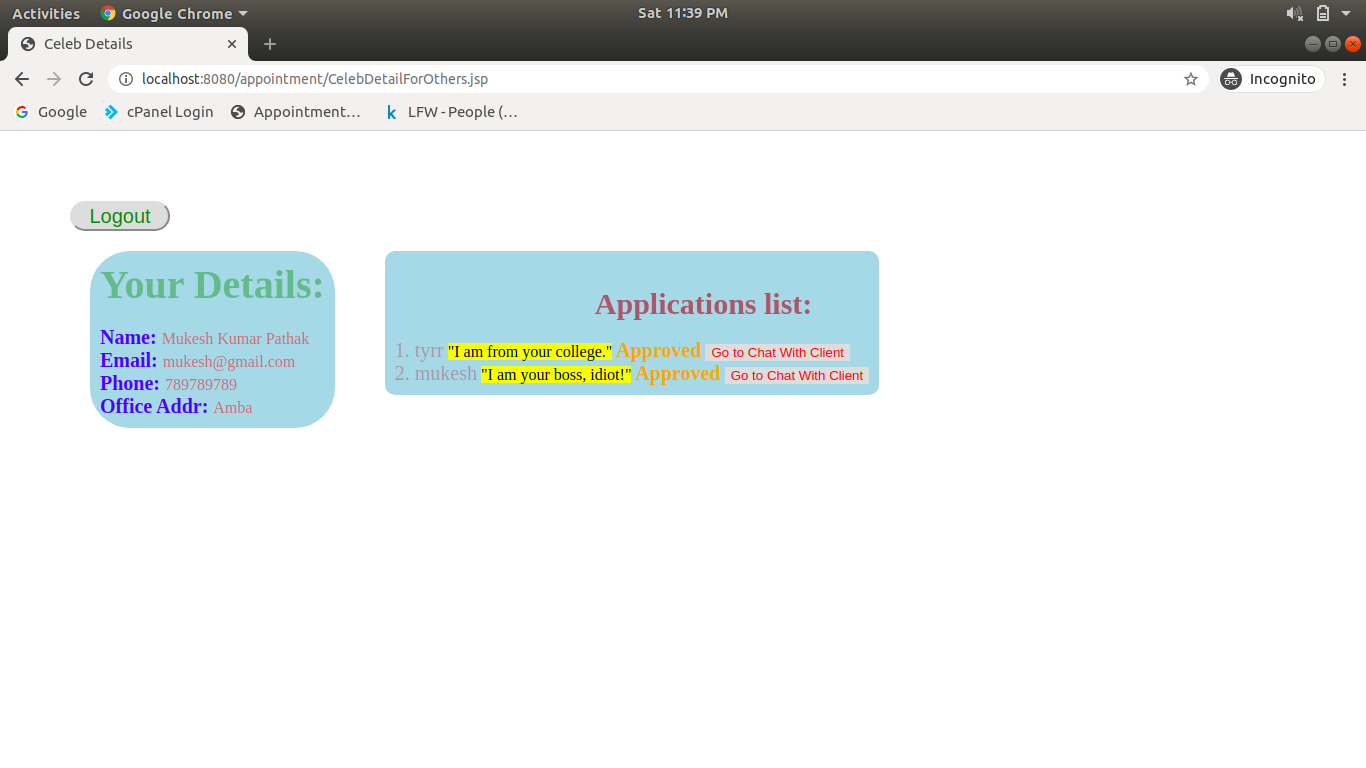 Activities Google Chrome Sat 11:39 PM
Celeb Details
localhost:8080/appointment/CelebDetailForOthers.jsp Incognito
Google cPanel Login Appointment… LFW - People (…
Logout
Your Details:
Name: Mukesh Kumar Pathak
Email: mukesh@gmail.com
Phone: 789789789
Office Addr: Amba
Applications list:
1. tyrr "I am from your college." Approved Go to Chat With Client
2. mukesh "I am your boss, idiot!" Approved Go to Chat With Client